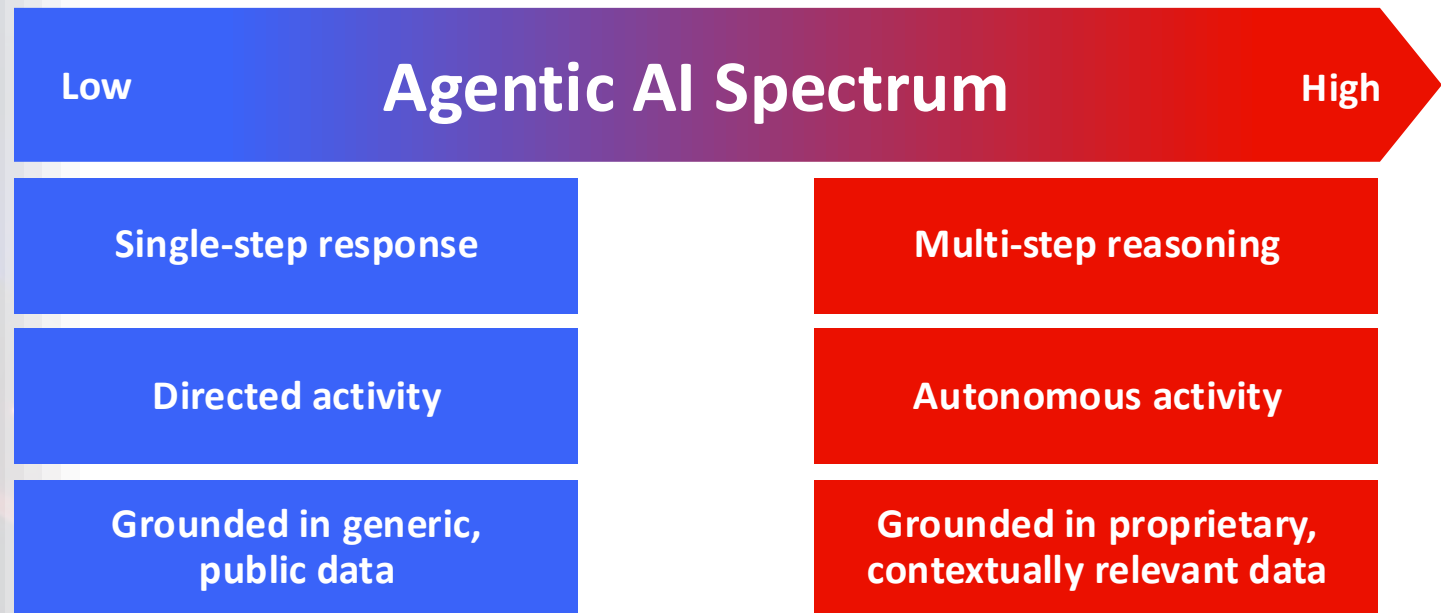 Low
Agentic AI Spectrum
High
Single-step response
Multi-step reasoning
Directed activity
Autonomous activity
Grounded in generic,
public data
Grounded in proprietary,
contextually relevant data